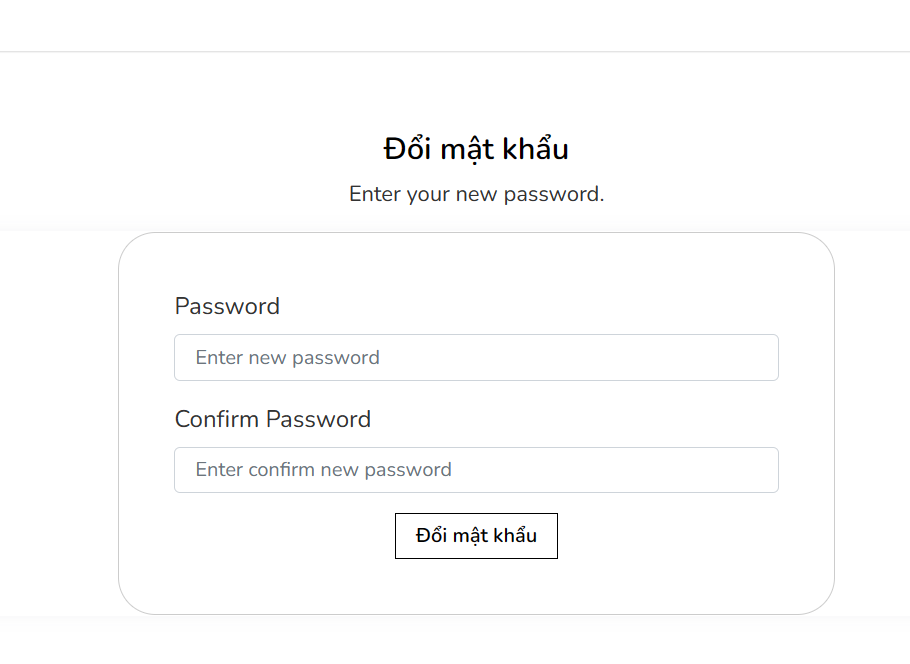 Đổi mật khẩu
Enter your new password.
Password
Enter new password
Confirm Password
Enter confirm new password
Đổi mật khẩu